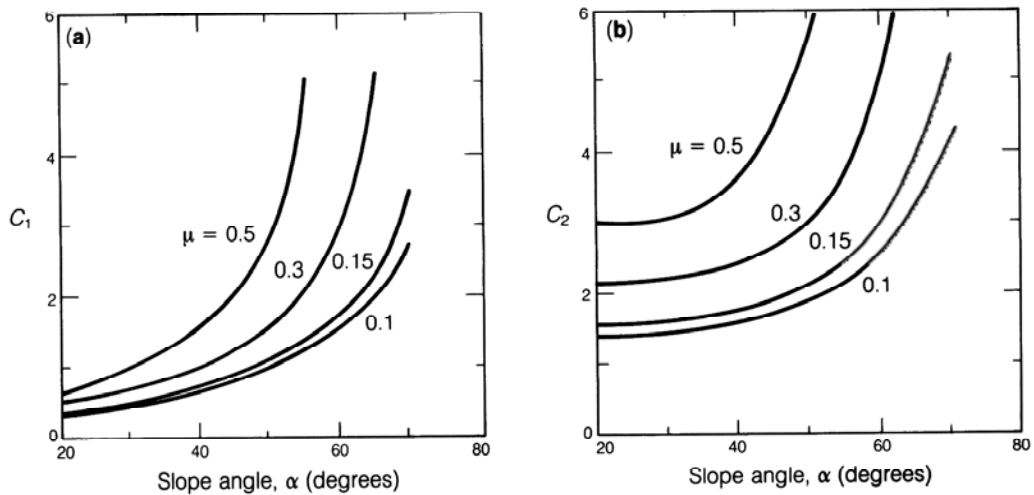 (a)
6
4
2
0
C₁
μ = 0.5
0.3
0.15
0.1
20
40
60
80
Slope angle, α (degrees)
(b)
6
4
2
0
C₂
μ = 0.5
0.3
0.15
0.1
20
40
60
80
Slope angle, α (degrees)